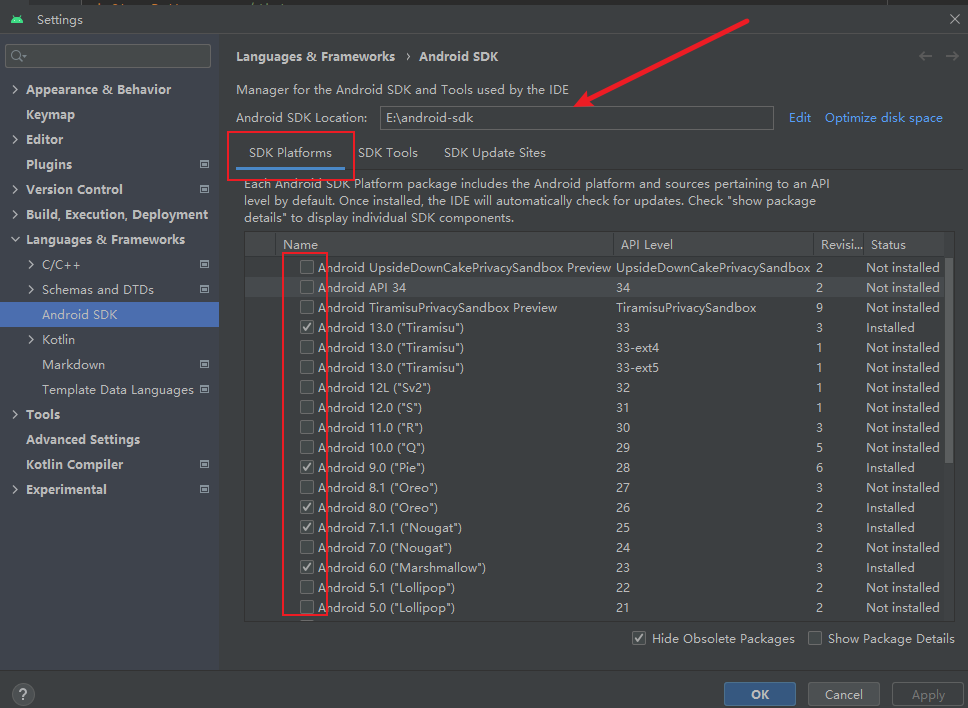 Settings
Languages & Frameworks › Android SDK
Manager for the Android SDK and Tools used by the IDE
Android SDK Location: E:\android-sdk Edit Optimize disk space
SDK Platforms SDK Tools SDK Update Sites
Each Android SDK Platform package includes the Android platform and sources pertaining to an API
level by default. Once installed, the IDE will automatically check for updates. Check "show package
details" to display individual SDK components.
Appearance & Behavior
Keymap
Editor
Plugins
Version Control
Build, Execution, Deployment
Languages & Frameworks
C/C++
Schemas and DTDs
Android SDK
Kotlin
Markdown
Template Data Languages
Tools
Advanced Settings
Kotlin Compiler
Experimental
Name API Level Revisi... Status
Android UpsideDownCakePrivacySandbox Preview UpsideDownCakePrivacySandbox 2 Not installed
Android API 34 34 2 Not installed
Android TiramisuPrivacySandbox Preview TiramisuPrivacySandbox 9 Not installed
Android 13.0 ("Tiramisu") 33 3 Installed
Android 13.0 ("Tiramisu") 33-ext4 1 Not installed
Android 13.0 ("Tiramisu") 33-ext5 1 Not installed
Android 12L ("Sv2") 32 1 Not installed
Android 12.0 ("S") 31 1 Not installed
Android 11.0 ("R") 30 3 Not installed
Android 10.0 ("Q") 29 5 Not installed
Android 9.0 ("Pie") 28 6 Installed
Android 8.1 ("Oreo") 27 3 Not installed
Android 8.0 ("Oreo") 26 2 Installed
Android 7.1.1 ("Nougat") 25 3 Installed
Android 7.0 ("Nougat") 24 2 Not installed
Android 6.0 ("Marshmallow") 23 3 Installed
Android 5.1 ("Lollipop") 22 2 Not installed
Android 5.0 ("Lollipop") 21 2 Not installed
Hide Obsolete Packages Show Package Details
? OK Cancel Apply